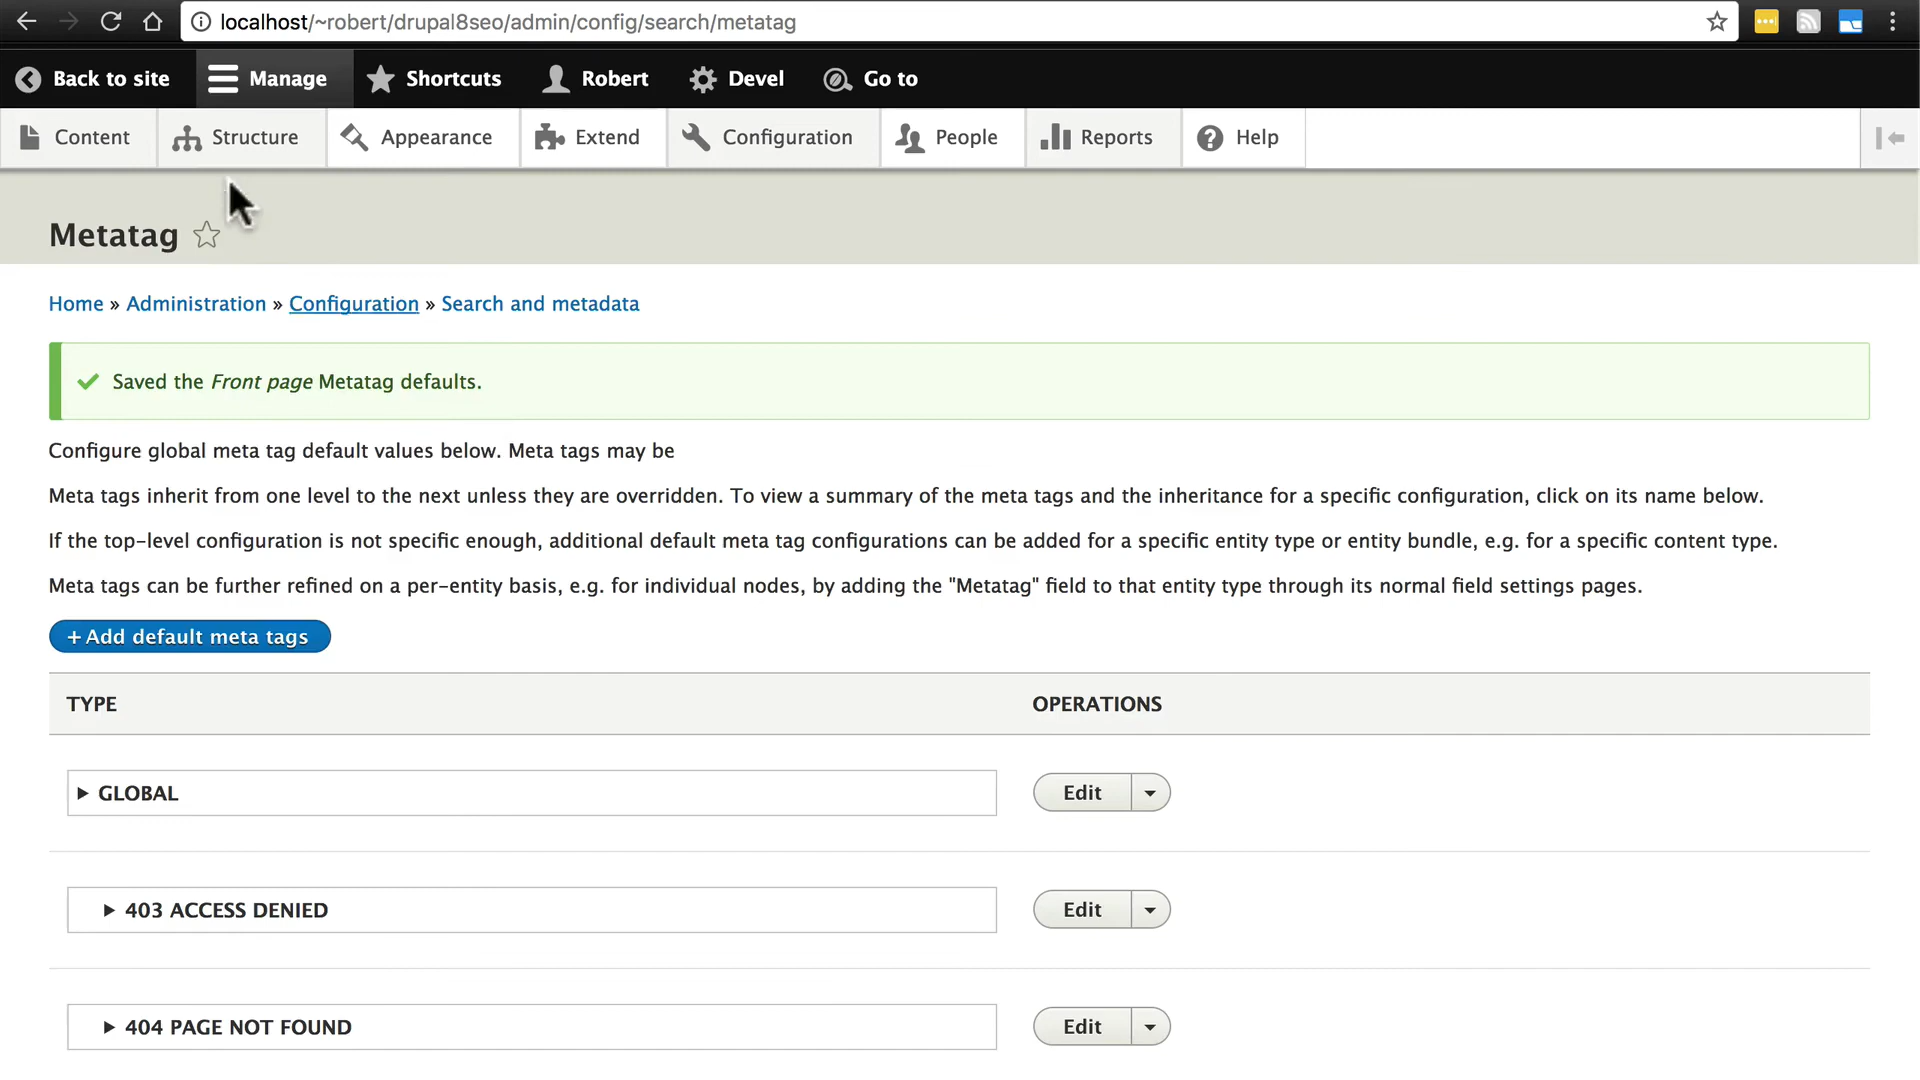 localhost/~robert/drupal8seo/admin/config/search/metatag
Back to site Manage Shortcuts Robert Devel Go to
Content Structure Appearance Extend Configuration People Reports Help
Metatag
Home » Administration » Configuration » Search and metadata
Saved the Front page Metatag defaults.
Configure global meta tag default values below. Meta tags may be
Meta tags inherit from one level to the next unless they are overridden. To view a summary of the meta tags and the inheritance for a specific configuration, click on its name below.
If the top-level configuration is not specific enough, additional default meta tag configurations can be added for a specific entity type or entity bundle, e.g. for a specific content type.
Meta tags can be further refined on a per-entity basis, e.g. for individual nodes, by adding the "Metatag" field to that entity type through its normal field settings pages.
+ Add default meta tags
TYPE OPERATIONS
GLOBAL Edit
403 ACCESS DENIED Edit
404 PAGE NOT FOUND Edit